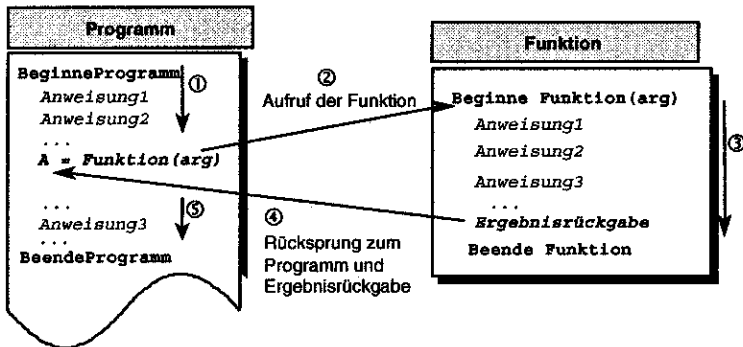 Programm
BeginneProgramm
①
Anweisung1
Anweisung2
...
A = Funktion(arg)
...
⑤
Anweisung3
...
BeendeProgramm
②
Aufruf der Funktion
④
Rücksprung zum
Programm und
Ergebnisrückgabe
Funktion
Beginne Funktion(arg)
Anweisung1
③
Anweisung2
Anweisung3
...
Ergebnisrückgabe
Beende Funktion